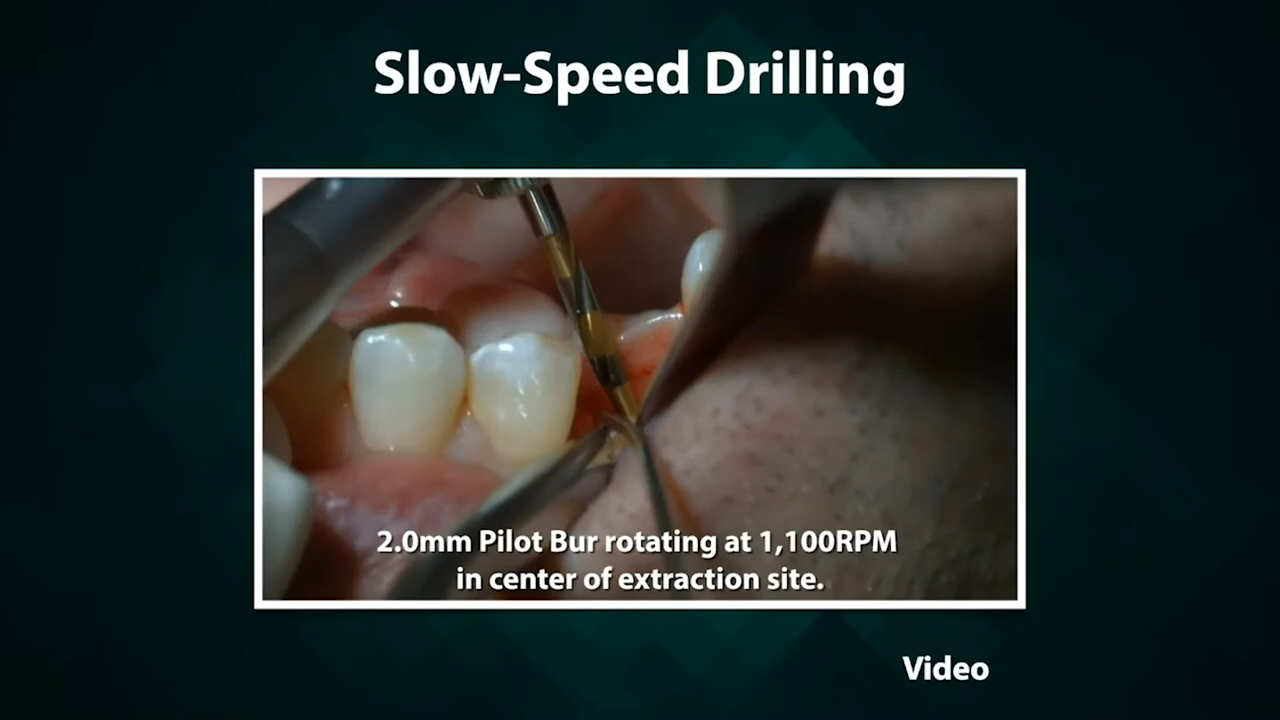 Slow-Speed Drilling
2.0mm Pilot Bur rotating at 1,100RPM
in center of extraction site.
Video